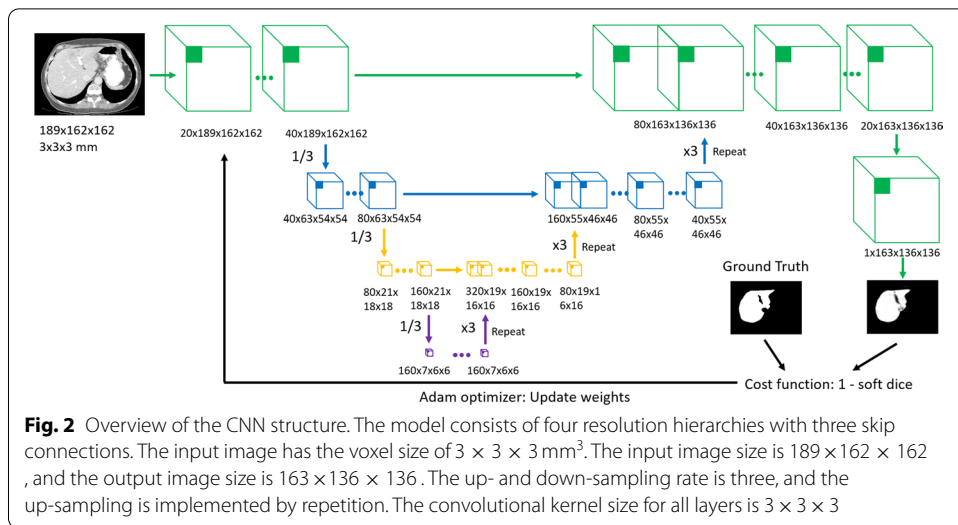 189x162x162
3x3x3 mm
20x189x162x162
40x189x162x162
80x163x136x136
40x163x136x136
20x163x136x136
1/3
x3
Repeat
40x63x54x54
80x63x54x54
160x55x46x46
80x55x
46x46
40x55x
46x46
1x163x136x136
1/3
x3
Repeat
80x21x
18x18
160x21x
18x18
320x19x
16x16
160x19x
16x16
80x19x1
6x16
1/3
x3
Repeat
160x7x6x6
160x7x6x6
Ground Truth
Cost function: 1 - soft dice
Adam optimizer: Update weights
Fig. 2 Overview of the CNN structure. The model consists of four resolution hierarchies with three skip
connections. The input image has the voxel size of 3 × 3 × 3 mm³. The input image size is 189 × 162 × 162
, and the output image size is 163 × 136 × 136 . The up- and down-sampling rate is three, and the
up-sampling is implemented by repetition. The convolutional kernel size for all layers is 3 × 3 × 3